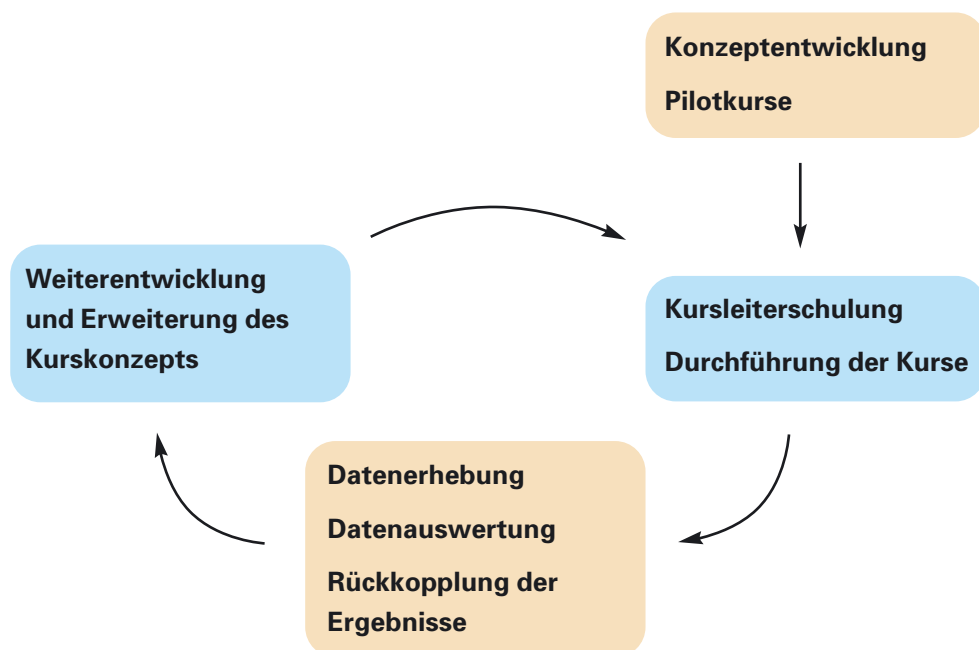 Konzeptentwicklung
Pilotkurse
Weiterentwicklung
und Erweiterung des
Kurskonzepts
Kursleiterschulung
Durchführung der Kurse
Datenerhebung
Datenauswertung
Rückkopplung der
Ergebnisse